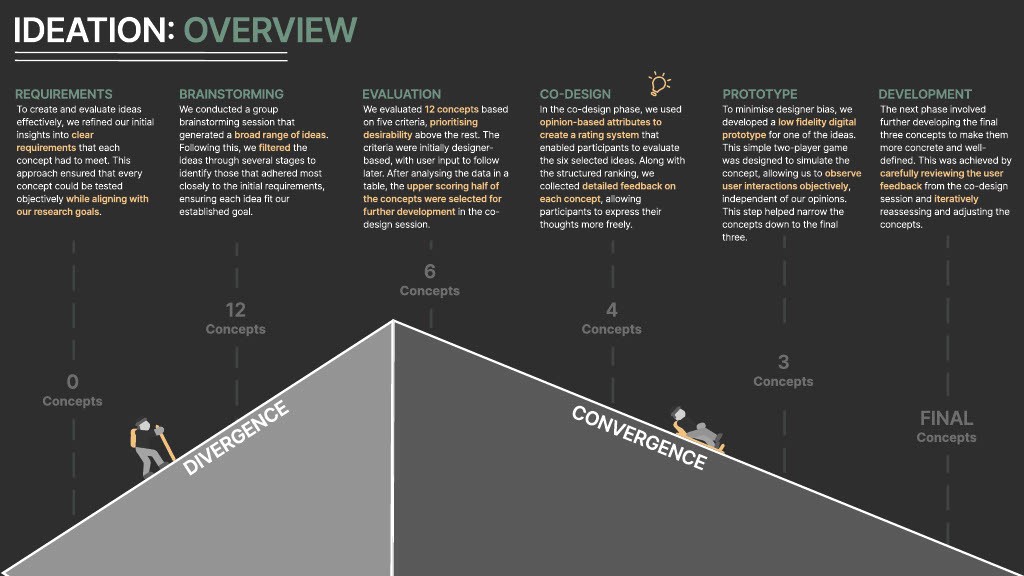 IDEATION: OVERVIEW
REQUIREMENTS
To create and evaluate ideas
effectively, we refined our initial
insights into clear
requirements that each
concept had to meet. This
approach ensured that every
concept could be tested
objectively while aligning with
our research goals.
BRAINSTORMING
We conducted a group
brainstorming session that
generated a broad range of ideas.
Following this, we filtered the
ideas through several stages to
identify those that adhered most
closely to the initial requirements,
ensuring each idea fit our
established goal.
EVALUATION
We evaluated 12 concepts based
on five criteria, prioritising
desirability above the rest. The
criteria were initially designer-
based, with user input to follow
later. After analysing the data in a
table, the upper scoring half of
the concepts were selected for
further development in the co-
design session.
CO-DESIGN
In the co-design phase, we used
opinion-based attributes to
create a rating system that
enabled participants to evaluate
the six selected ideas. Along with
the structured ranking, we
collected detailed feedback on
each concept, allowing
participants to express their
thoughts more freely.
PROTOTYPE
To minimise designer bias, we
developed a low fidelity digital
prototype for one of the ideas.
This simple two-player game
was designed to simulate the
concept, allowing us to observe
user interactions objectively,
independent of our opinions.
This step helped narrow the
concepts down to the final
three.
DEVELOPMENT
The next phase involved
further developing the final
three concepts to make them
more concrete and well-
defined. This was achieved by
carefully reviewing the user
feedback from the co-design
session and iteratively
reassessing and adjusting the
concepts.
0
Concepts
12
Concepts
6
Concepts
4
Concepts
3
Concepts
FINAL
Concepts
DIVERGENCE
CONVERGENCE